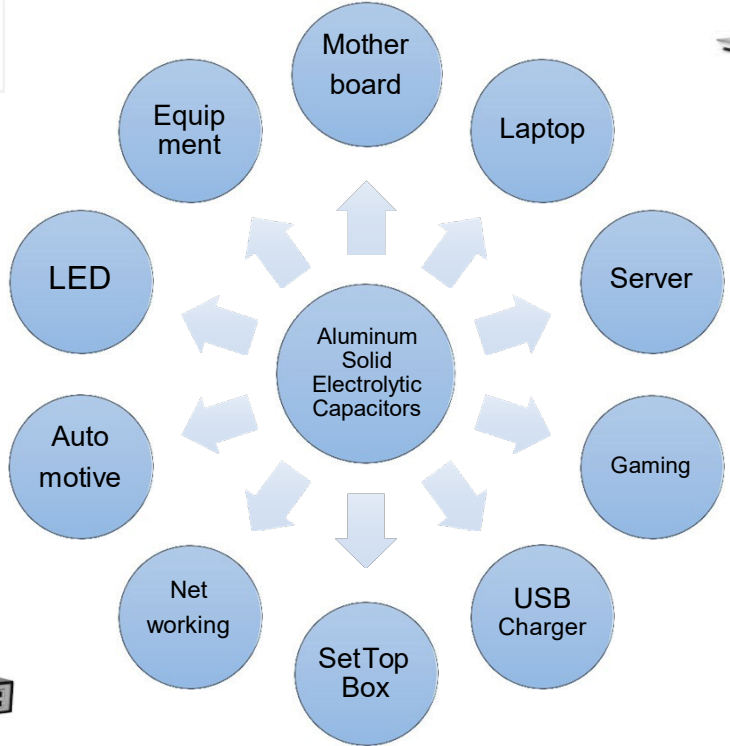 Mother
board
Laptop
Server
Gaming
USB
Charger
SetTop
Box
Net
working
Auto
motive
LED
Equip
ment
Aluminum
Solid
Electrolytic
Capacitors